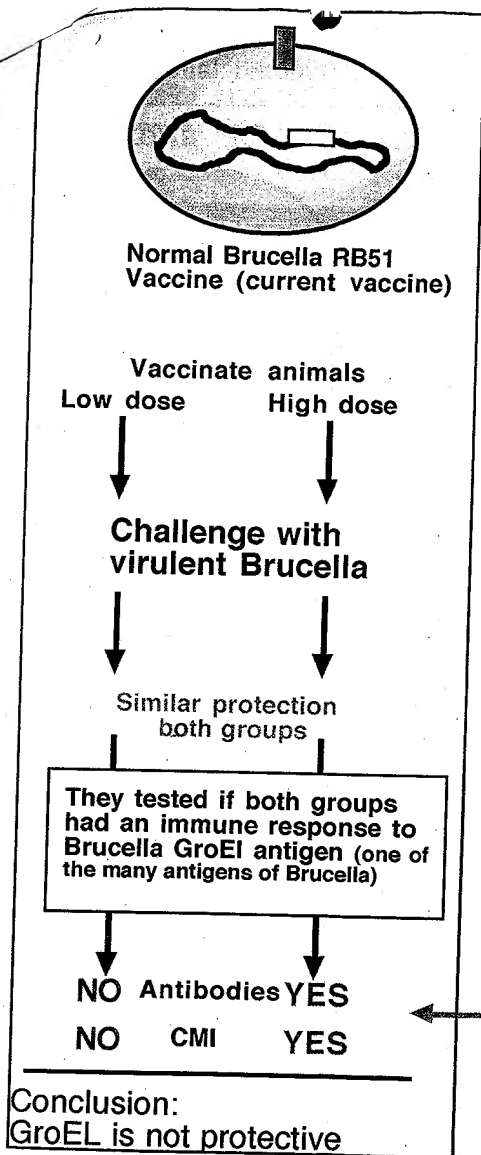 Normal Brucella RB51
Vaccine (current vaccine)
Vaccinate animals
Low dose High dose
Challenge with
virulent Brucella
Similar protection
both groups
They tested if both groups
had an immune response to
Brucella GroEl antigen (one of
the many antigens of Brucella)
NO Antibodies YES
NO CMI YES
Conclusion:
GroEL is not protective